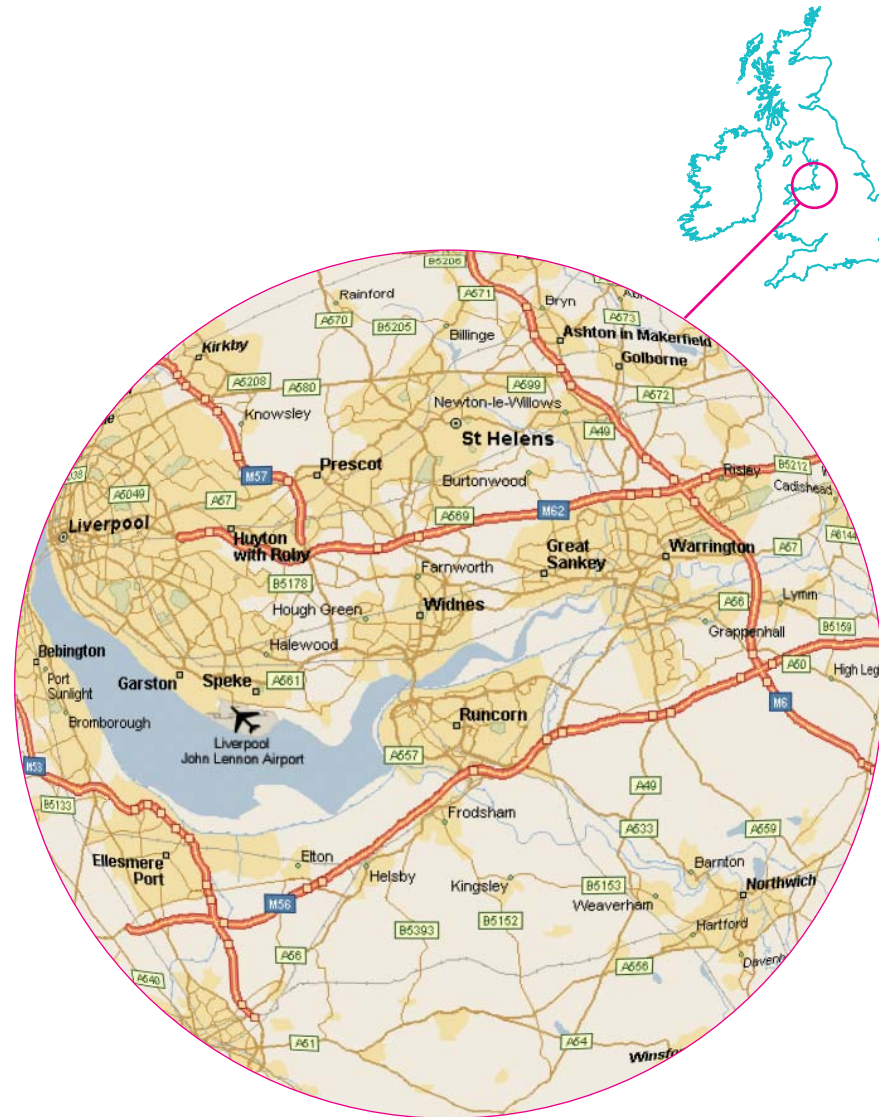 B5206
A571
Rainford
Bryn
A570
B5205
Billinge
A573
Ashton in Makerfield
Kirkby
Golborne
A5208
A580
A599
A572
Newton-le-Willows
Knowsley
A49
St Helens
Prescot
B5212
M57
Burtonwood
Risley
Cadishead
A5049
A57
M62
Liverpool
A569
Huyton
with Roby
Great
Sankey
Warrington
A57
A6144
B5178
Farnworth
Hough Green
Widnes
A56
Lymm
Grappenhall
B5159
Halewood
Bebington
A50
Port
Sunlight
Garston
Speke
A561
High Leg
M6
Bromborough
Runcorn
Liverpool
John Lennon Airport
A557
M53
A49
B5133
Frodsham
A533
A559
Ellesmere
Port
Elton
Helsby
Barnton
Kingsley
B5153
Northwich
M56
Weaverham
B5152
B5393
Hartford
A56
A556
Davenh
A540
A51
A54
Winsfo